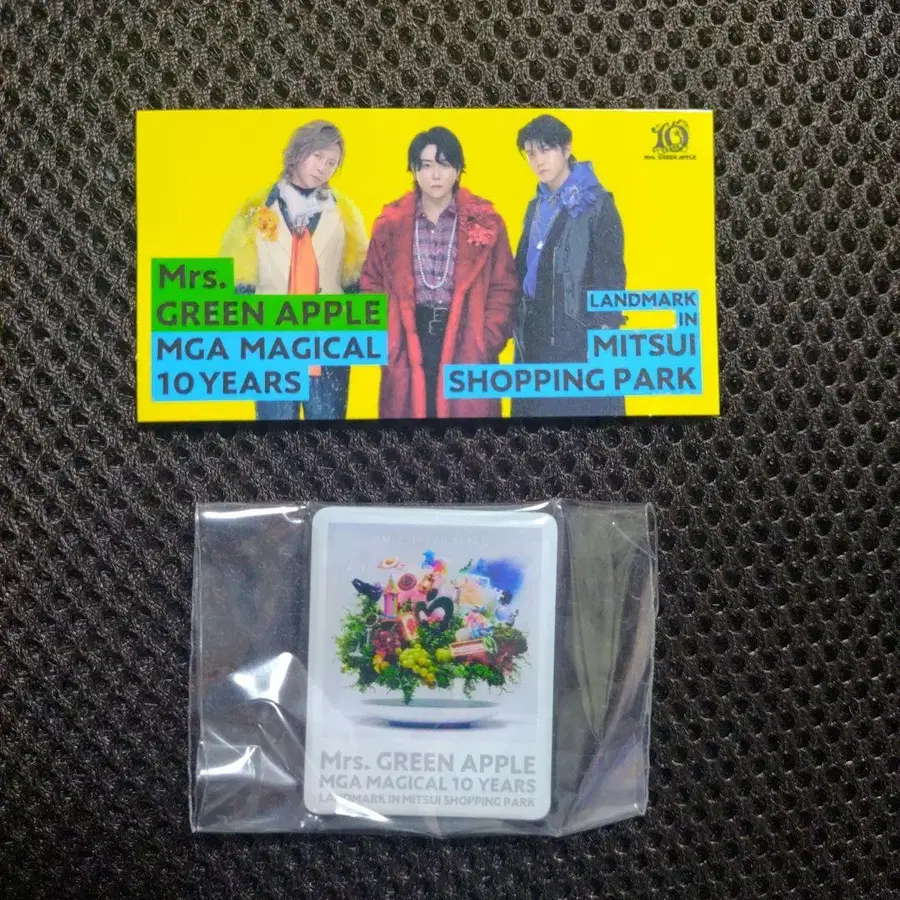 Mrs. GREEN APPLE
Mrs.
GREEN APPLE
MGA MAGICAL
10 YEARS
LANDMARK
IN
MITSUI
SHOPPING PARK
Mrs. GREEN APPLE
MGA MAGICAL 10 YEARS
LANDMARK IN MITSUI SHOPPING PARK